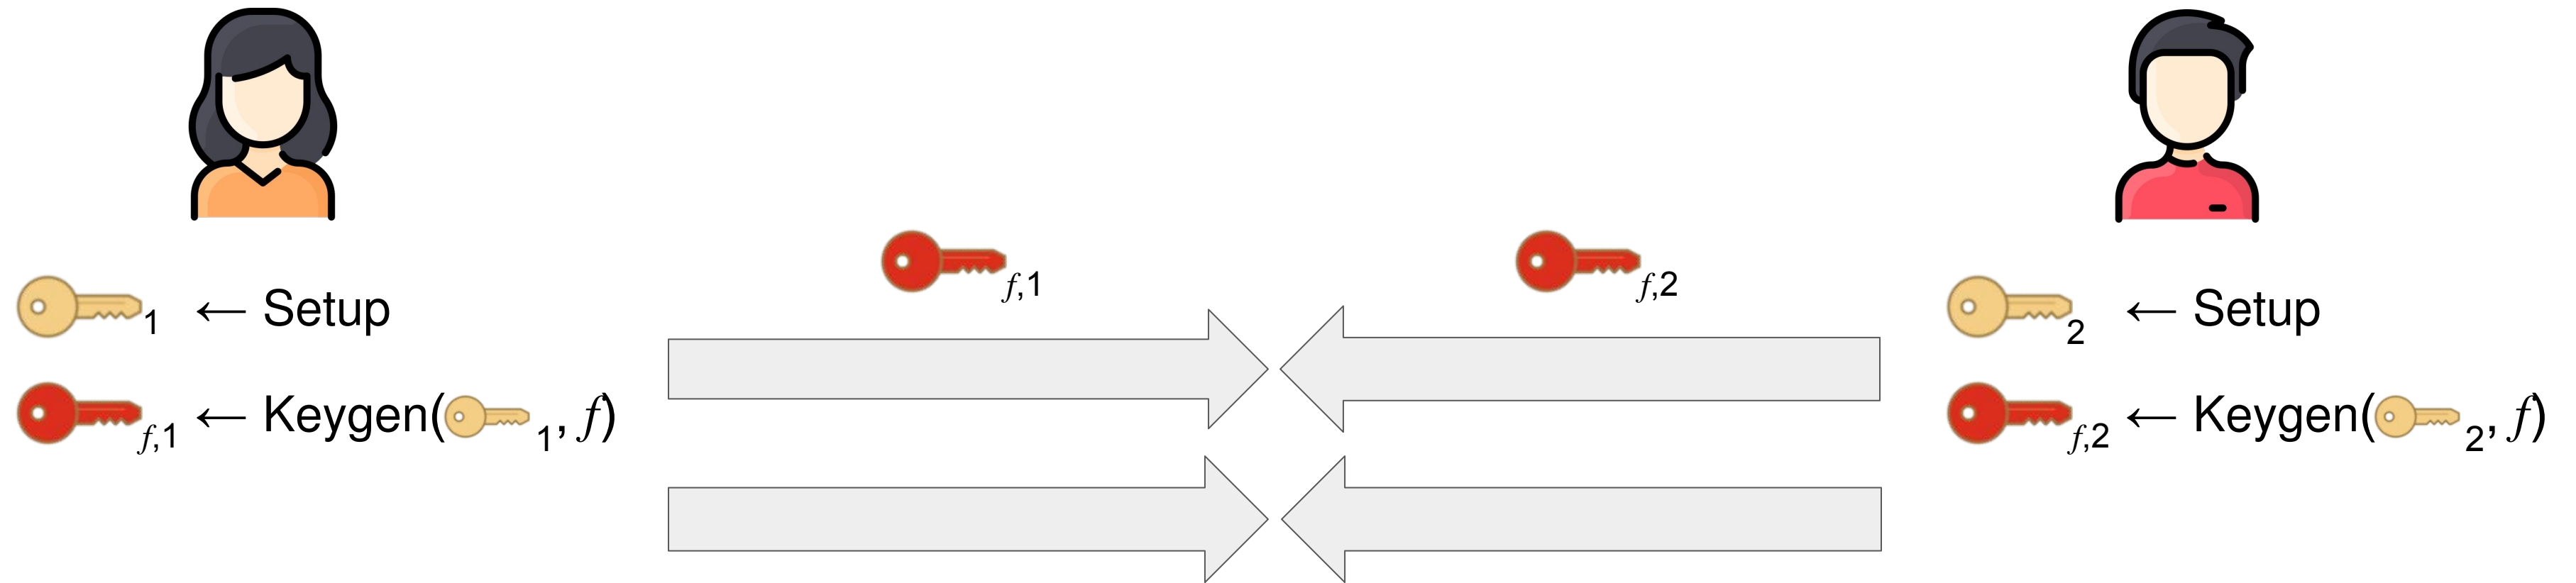 f,1
f,2
1 ← Setup
2 ← Setup
f,1 ← Keygen( 1, f)
f,2 ← Keygen( 2, f)